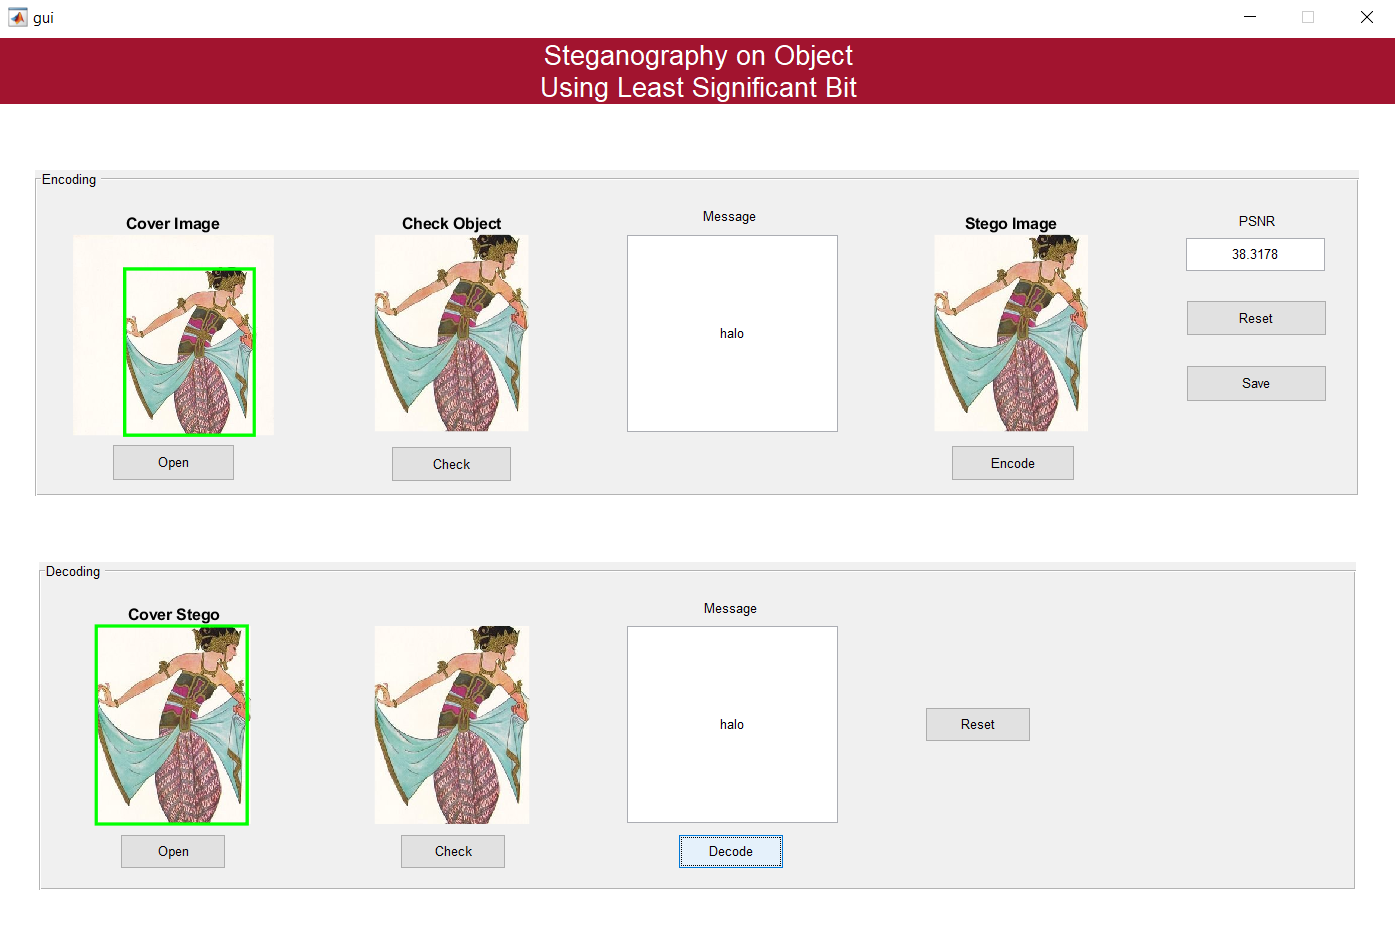 gui
Steganography on Object
Using Least Significant Bit
Encoding
Cover Image
Check Object
Message
Stego Image
PSNR
38.3178
halo
Reset
Save
Open
Check
Encode
Decoding
Cover Stego
Message
halo
Reset
Open
Check
Decode